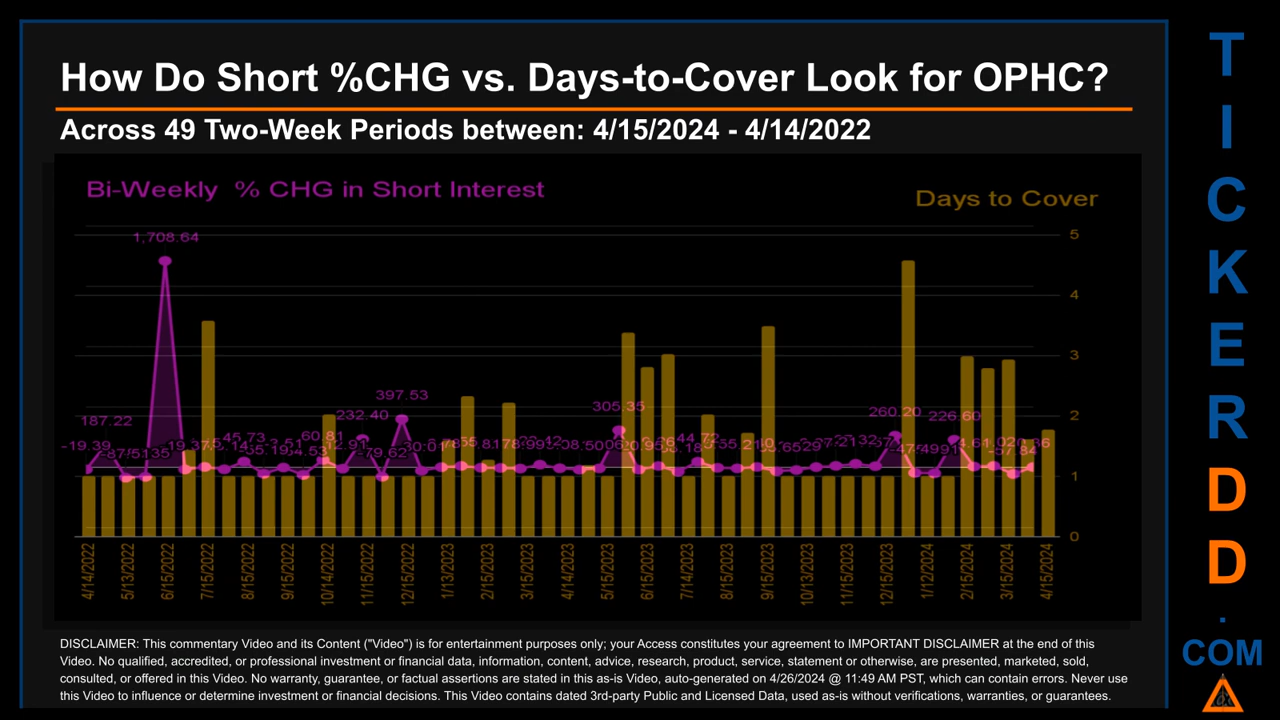 How Do Short %CHG vs. Days-to-Cover Look for OPHC?
Across 49 Two-Week Periods between: 4/15/2024 - 4/14/2022
Bi-Weekly % CHG in Short Interest
Days to Cover
1,708.64
5
4
3
397.53
305.35
260.20
226.60
187.22
232.40
2
-19.39
45.73
60.81
-79.62
-57.84
1
0
4/14/2022 5/13/2022 6/15/2022 7/15/2022 8/15/2022 9/15/2022 10/14/2022 11/15/2022 12/15/2022 1/13/2023 2/15/2023 3/15/2023 4/14/2023 5/15/2023 6/15/2023 7/14/2023 8/15/2023 9/15/2023 10/13/2023 11/15/2023 12/15/2023 1/12/2024 2/15/2024 3/15/2024 4/15/2024
DISCLAIMER: This commentary Video and its Content ("Video") is for entertainment purposes only; your Access constitutes your agreement to IMPORTANT DISCLAIMER at the end of this
Video. No qualified, accredited, or professional investment or financial data, information, content, advice, research, product, service, statement or otherwise, are presented, marketed, sold,
consulted, or offered in this Video. No warranty, guarantee, or factual assertions are stated in this as-is Video, auto-generated on 4/26/2024 @ 11:49 AM PST, which can contain errors. Never use
this Video to influence or determine investment or financial decisions. This Video contains dated 3rd-party Public and Licensed Data, used as-is without verifications, warranties, or guarantees.
T
I
C
K
E
R
D
D
.
COM